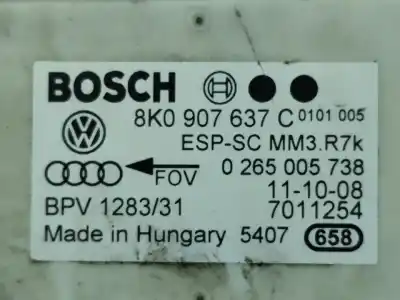 BOSCH
8K0 907 637 C 0101 005
ESP-SC MM3.R7k
FOV 0 265 005 738
11-10-08
BPV 1283/31 7011254
Made in Hungary 5407 658